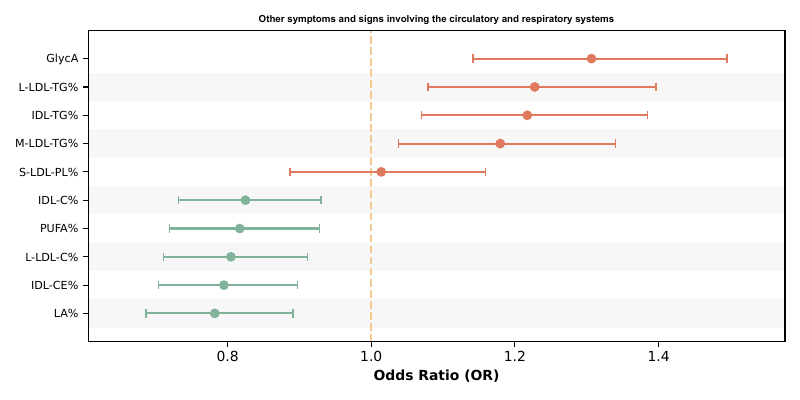 Other symptoms and signs involving the circulatory and respiratory systems
GlycA
L-LDL-TG%
IDL-TG%
M-LDL-TG%
S-LDL-PL%
IDL-C%
PUFA%
L-LDL-C%
IDL-CE%
LA%
0.8 1.0 1.2 1.4
Odds Ratio (OR)